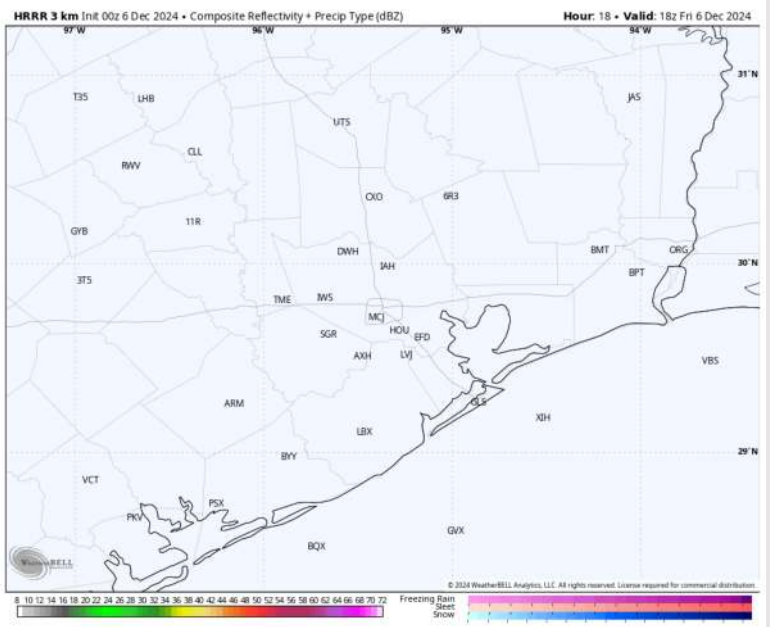 HRRR 3 km Init 00z 6 Dec 2024 • Composite Reflectivity + Precip Type (dBZ)
Hour: 18 • Valid: 18z Fri 6 Dec 2024
97°W 96°W 95°W 94°W
31°N
T35
LHB
JAS
UTS
CLL
RWV
CXO
6R3
11R
GYB
DWH
BMT
ORG
30°N
IAH
BPT
3T5
TME
IWS
MCJ
HOU
SGR
EFD
AXH
LVJ
VBS
ARM
GLS
XIH
LBX
29°N
BYY
VCT
PSX
PKV
GVX
BQX
WeatherBELL
© 2024 WeatherBELL Analytics, LLC. All rights reserved. License required for commercial distribution.
8 10 12 14 16 18 20 22 24 26 28 30 32 34 36 38 40 42 44 46 48 50 52 54 56 58 60 62 64 66 68 70 72
Freezing Rain
Sleet
Snow